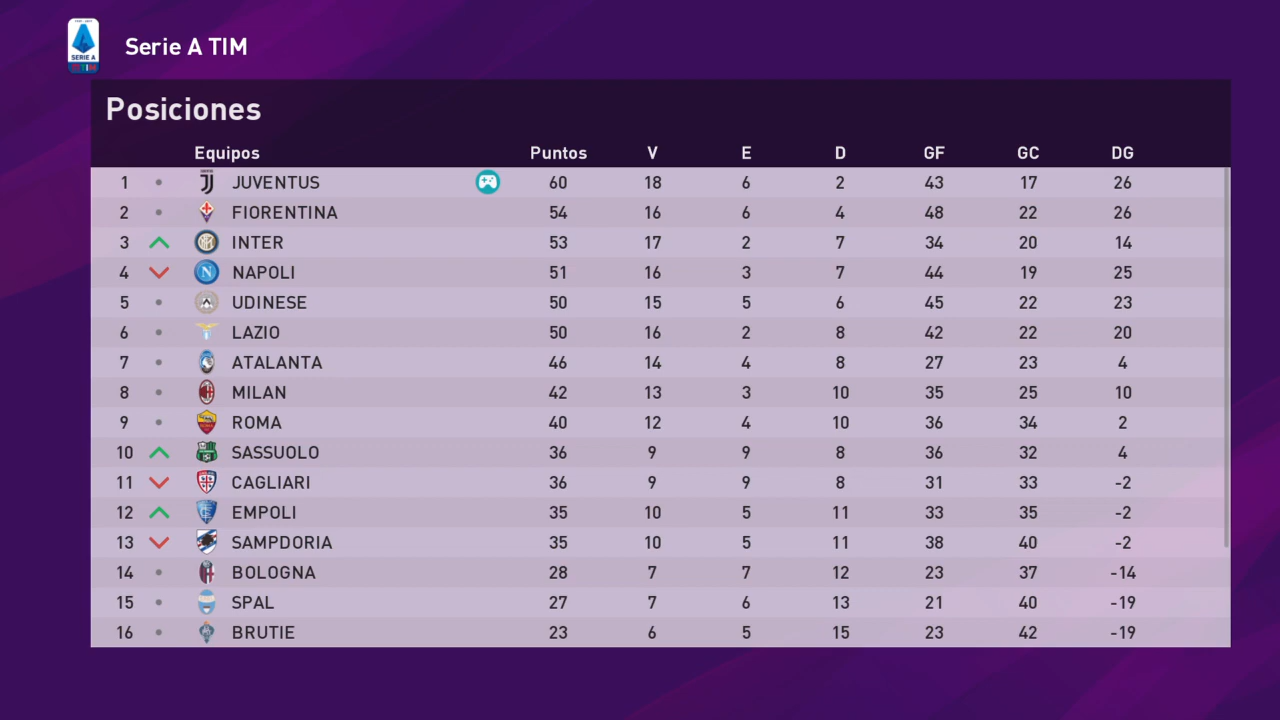 Serie A TIM
SERIE A
TIM
Posiciones
Equipos Puntos V E D GF GC DG
1 JUVENTUS 60 18 6 2 43 17 26
2 FIORENTINA 54 16 6 4 48 22 26
3 INTER 53 17 2 7 34 20 14
4 N NAPOLI 51 16 3 7 44 19 25
5 UDINESE 50 15 5 6 45 22 23
6 LAZIO 50 16 2 8 42 22 20
7 ATALANTA 46 14 4 8 27 23 4
8 MILAN 42 13 3 10 35 25 10
9 ROMA 40 12 4 10 36 34 2
10 SASSUOLO 36 9 9 8 36 32 4
11 CAGLIARI 36 9 9 8 31 33 -2
12 EMPOLI 35 10 5 11 33 35 -2
13 SAMPDORIA 35 10 5 11 38 40 -2
14 BOLOGNA 28 7 7 12 23 37 -14
15 SPAL 27 7 6 13 21 40 -19
16 BRUTIE 23 6 5 15 23 42 -19